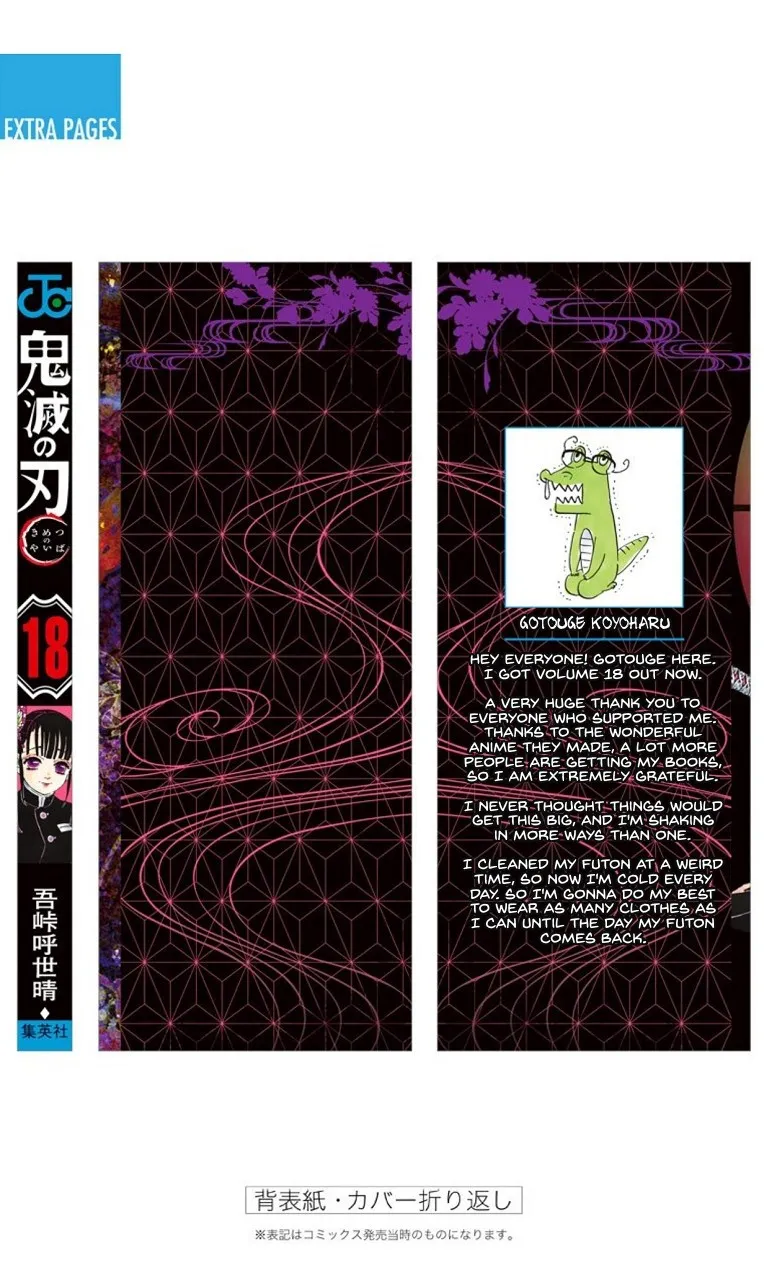 EXTRA PAGES
鬼滅の刃
きめつの
やいば
18
吾峠呼世晴
集英社
GOTOUGE KOYOHARU
HEY EVERYONE! GOTOUGE HERE.
I GOT VOLUME 18 OUT NOW.
A VERY HUGE THANK YOU TO
EVERYONE WHO SUPPORTED ME.
THANKS TO THE WONDERFUL
ANIME THEY MADE, A LOT MORE
PEOPLE ARE GETTING MY BOOKS,
SO I AM EXTREMELY GRATEFUL.
I NEVER THOUGHT THINGS WOULD
GET THIS BIG, AND I'M SHAKING
IN MORE WAYS THAN ONE.
I CLEANED MY FUTON AT A WEIRD
TIME, SO NOW I'M COLD EVERY
DAY. SO I'M GONNA DO MY BEST
TO WEAR AS MANY CLOTHES AS
I CAN UNTIL THE DAY MY FUTON
COMES BACK.
背表紙・カバー折り返し
※表記はコミックス発売当時のものになります。